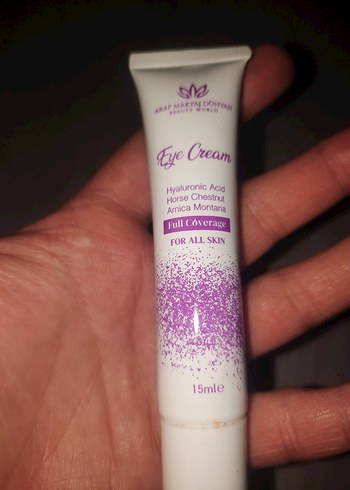 ARAP MAKYAJ DÜNYASI
BEAUTY WORLD
Eye Cream
Hyaluronic Acid
Horse Chestnut
Arnica Montana
Full Coverage
FOR ALL SKIN
15ml℮